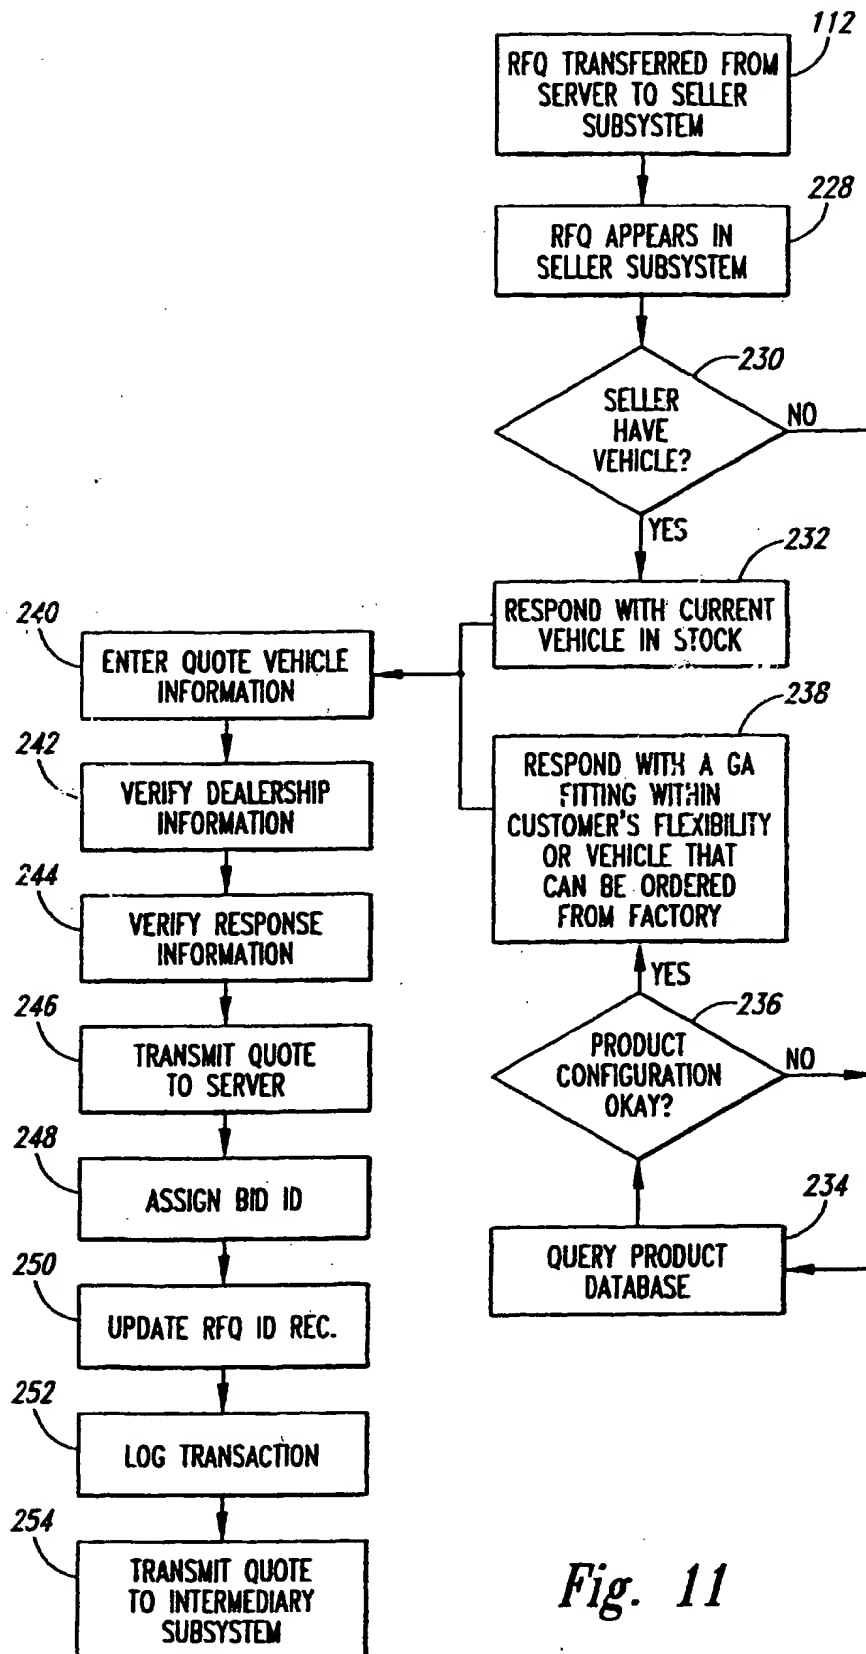 112
RFQ TRANSFERRED FROM
SERVER TO SELLER
SUBSYSTEM
228
RFQ APPEARS IN
SELLER SUBSYSTEM
230
SELLER
HAVE
VEHICLE?
NO
YES
232
RESPOND WITH CURRENT
VEHICLE IN STOCK
238
RESPOND WITH A GA
FITTING WITHIN
CUSTOMER'S FLEXIBILITY
OR VEHICLE THAT
CAN BE ORDERED
FROM FACTORY
YES
236
PRODUCT
CONFIGURATION
OKAY?
NO
234
QUERY PRODUCT
DATABASE
240
ENTER QUOTE VEHICLE
INFORMATION
242
VERIFY DEALERSHIP
INFORMATION
244
VERIFY RESPONSE
INFORMATION
246
TRANSMIT QUOTE
TO SERVER
248
ASSIGN BID ID
250
UPDATE RFQ ID REC.
252
LOG TRANSACTION
254
TRANSMIT QUOTE
TO INTERMEDIARY
SUBSYSTEM
Fig. 11